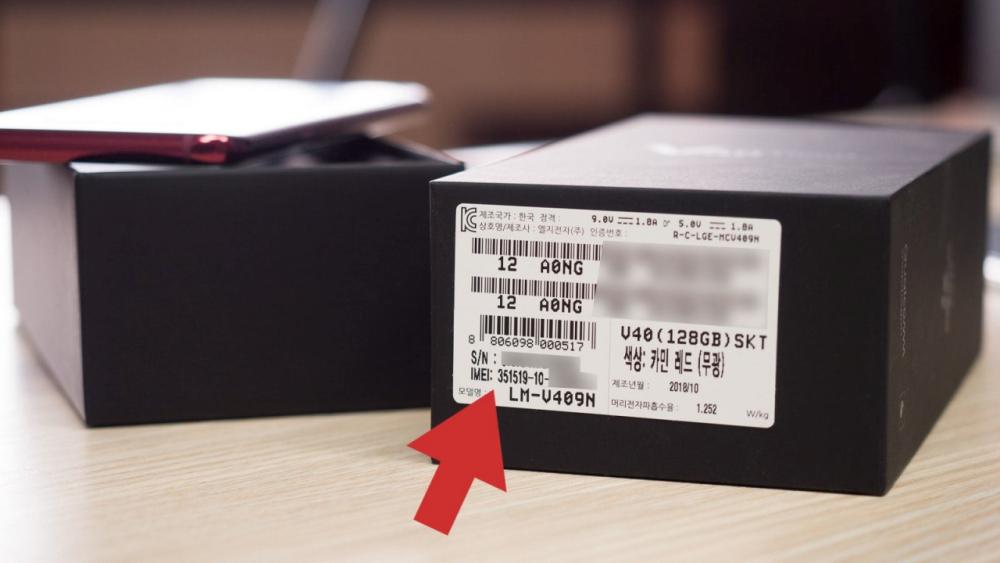 제조국가 : 한국 정격 : 9.0V ⎓ 1.8A or 5.0V ⎓ 1.8A
상호명/제조사 : 엘지전자(주) 인증번호 : R-C-LGE-MCV409N
12 A0NG
12 A0NG
8 806098 000517
V40(128GB)SKT
S/N :
색상: 카민 레드 (무광)
IMEI: 351519-10-
제조년월 : 2018/10
모델명 : LM-V409N
머리전자파흡수율 : 1.252 W/kg